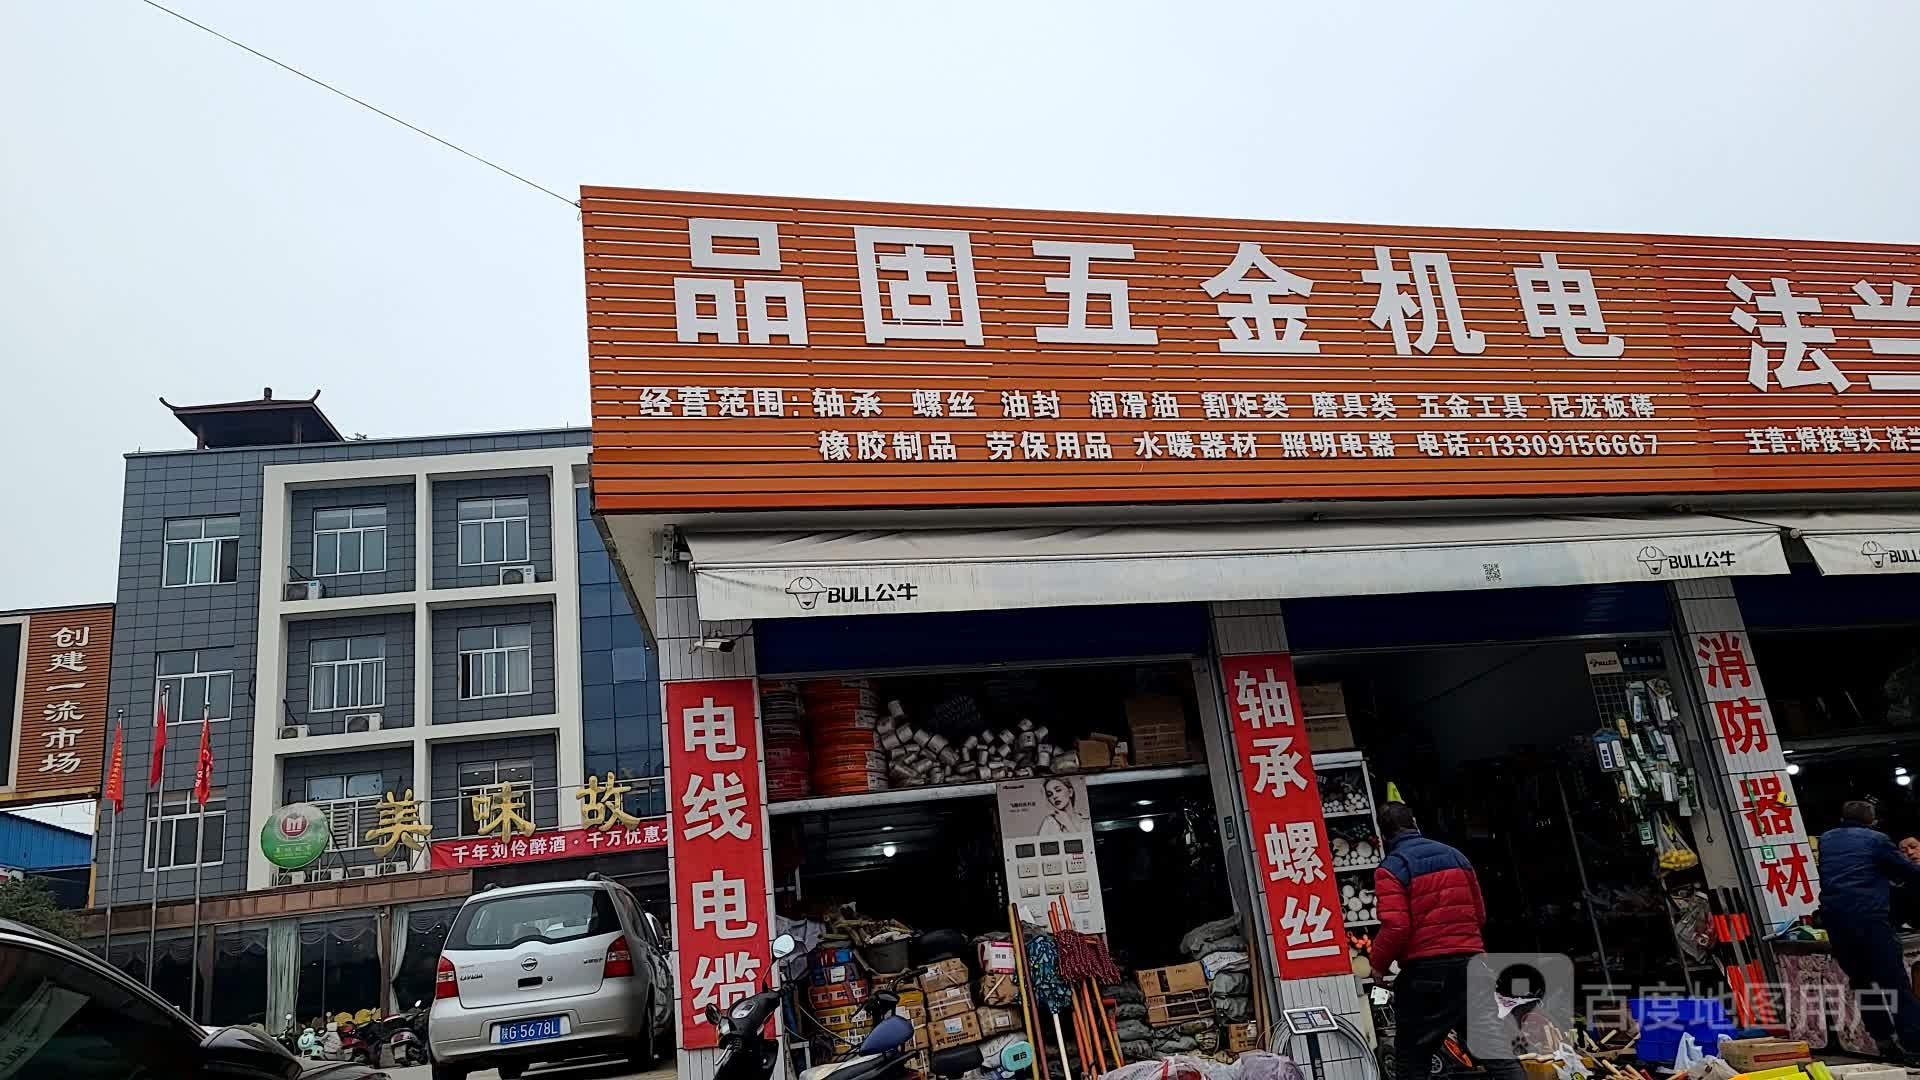 品固五金机电
经营范围:轴承 螺丝 油封 润滑油 割炬类 磨具类 五金工具 尼龙板棒
橡胶制品 劳保用品 水暖器材 照明电器 电话:13309156667
法兰
主营:焊接弯头 法兰
BULL公牛
BULL公牛
BULL
电线 电缆
轴承 螺丝
消防器材
创建一流市场
美味故
千年刘伶醉酒·千万优惠
陕G·5678L
百度地图用户